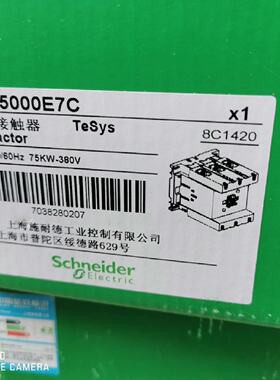 5000E7C
x1
接触器 TeSys
actor
8C1420
/60Hz 75KW-380V
7038280207
上海施耐德工业控制有限公司
上海市普陀区绥德路629号
Schneider
Electric